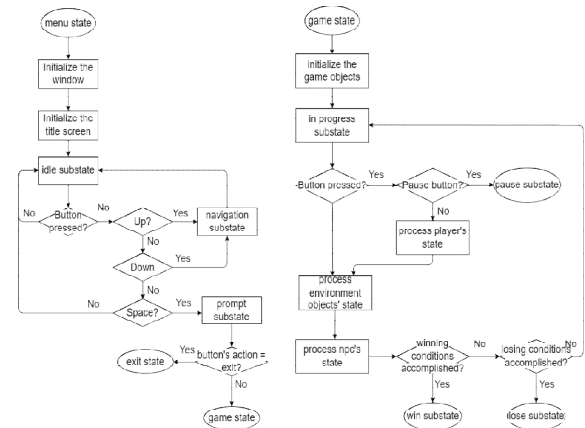 menu state
Initialize the
window
Initialize the
title screen
idle substate
No
Button
pressed?
No
Up?
Yes
navigation
substate
No
Down
Yes
No
No
Space?
Yes
prompt
substate
exit state
Yes
button's action =
exit?
No
game state
game state
initialize the
game objects
in progress
substate
Button pressed?
Yes
Pause button?
Yes
pause substate
No
process player's
state
process
environment
objects' state
process npc's
state
winning
conditions
accomplished?
No
losing conditions
accomplished?
No
Yes
Yes
win substate
lose substate